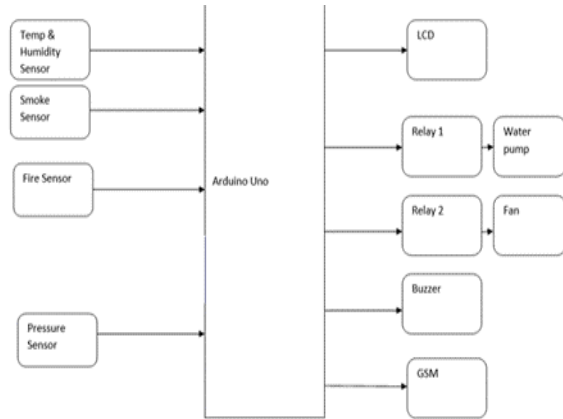 Temp &
Humidity
Sensor
Smoke
Sensor
Fire Sensor
Pressure
Sensor
Arduino Uno
LCD
Relay 1
Water
pump
Relay 2
Fan
Buzzer
GSM